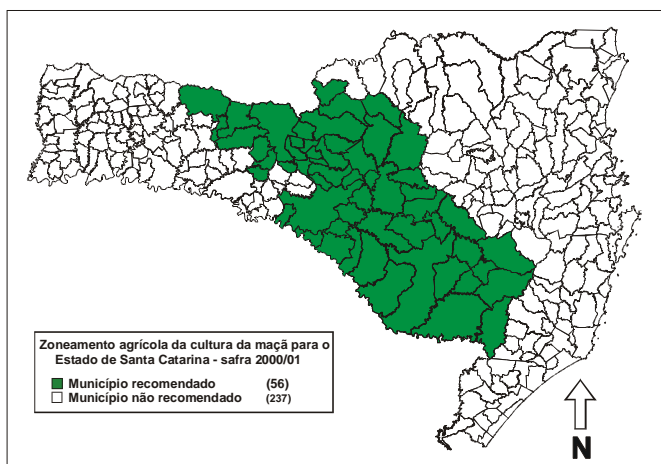 Zoneamento agrícola da cultura da maçã para o
Estado de Santa Catarina - safra 2000/01
Município recomendado (56)
Município não recomendado (237)
N